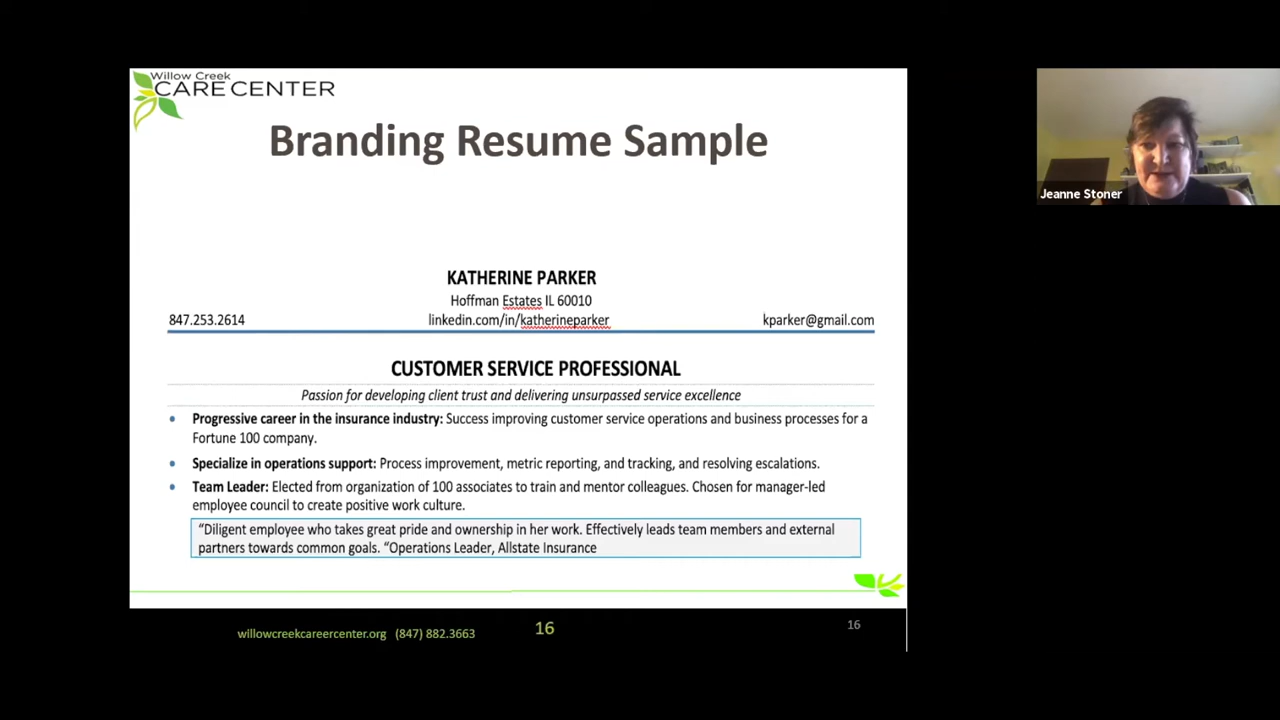 Willow Creek
CARE CENTER
Branding Resume Sample
Jeanne Stoner
KATHERINE PARKER
Hoffman Estates IL 60010
847.253.2614 linkedin.com/in/katherineparker kparker@gmail.com
CUSTOMER SERVICE PROFESSIONAL
Passion for developing client trust and delivering unsurpassed service excellence
• Progressive career in the insurance industry: Success improving customer service operations and business processes for a
Fortune 100 company.
• Specialize in operations support: Process improvement, metric reporting, and tracking, and resolving escalations.
• Team Leader: Elected from organization of 100 associates to train and mentor colleagues. Chosen for manager-led
employee council to create positive work culture.
“Diligent employee who takes great pride and ownership in her work. Effectively leads team members and external
partners towards common goals. “Operations Leader, Allstate Insurance
willowcreekcareercenter.org (847) 882.3663 16 16